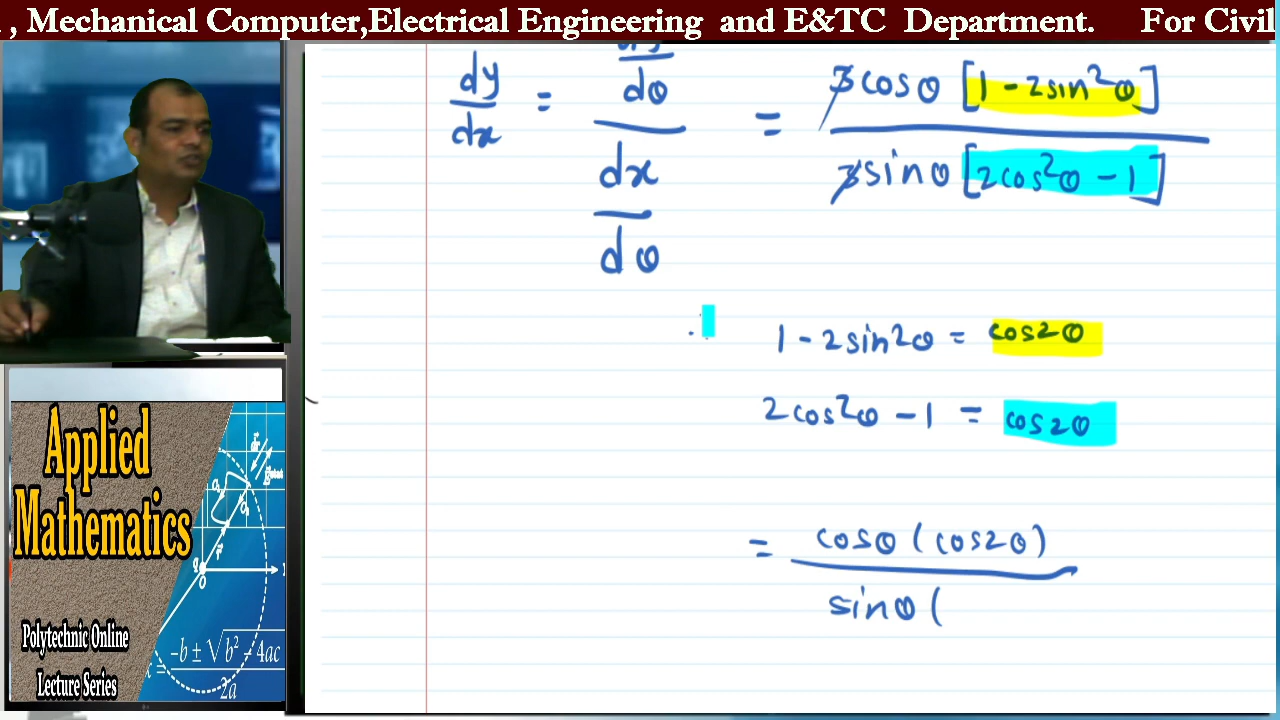 , Mechanical Computer,Electrical Engineering and E&TC Department. For Civil
dy/dx = dy/dθ / dx/dθ = 3cosθ [1 - 2sin²θ] / 3sinθ [2cos²θ - 1]
1 - 2sin²θ = cos2θ
2cos²θ - 1 = cos2θ
= cosθ (cos2θ) / sinθ (
Applied
Mathematics
Polytechnic Online
Lecture Series
-b ± √b² - 4ac
2a